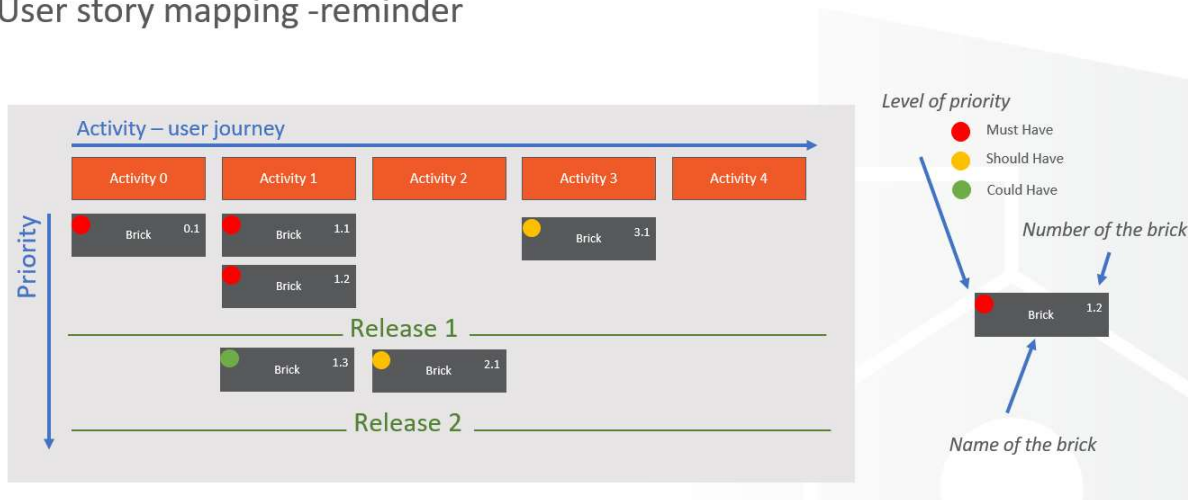 User story mapping -reminder
Activity – user journey
Activity 0
Activity 1
Activity 2
Activity 3
Activity 4
Priority
Brick 0.1
Brick 1.1
Brick 3.1
Brick 1.2
Release 1
Brick 1.3
Brick 2.1
Release 2
Level of priority
Must Have
Should Have
Could Have
Number of the brick
Brick 1.2
Name of the brick